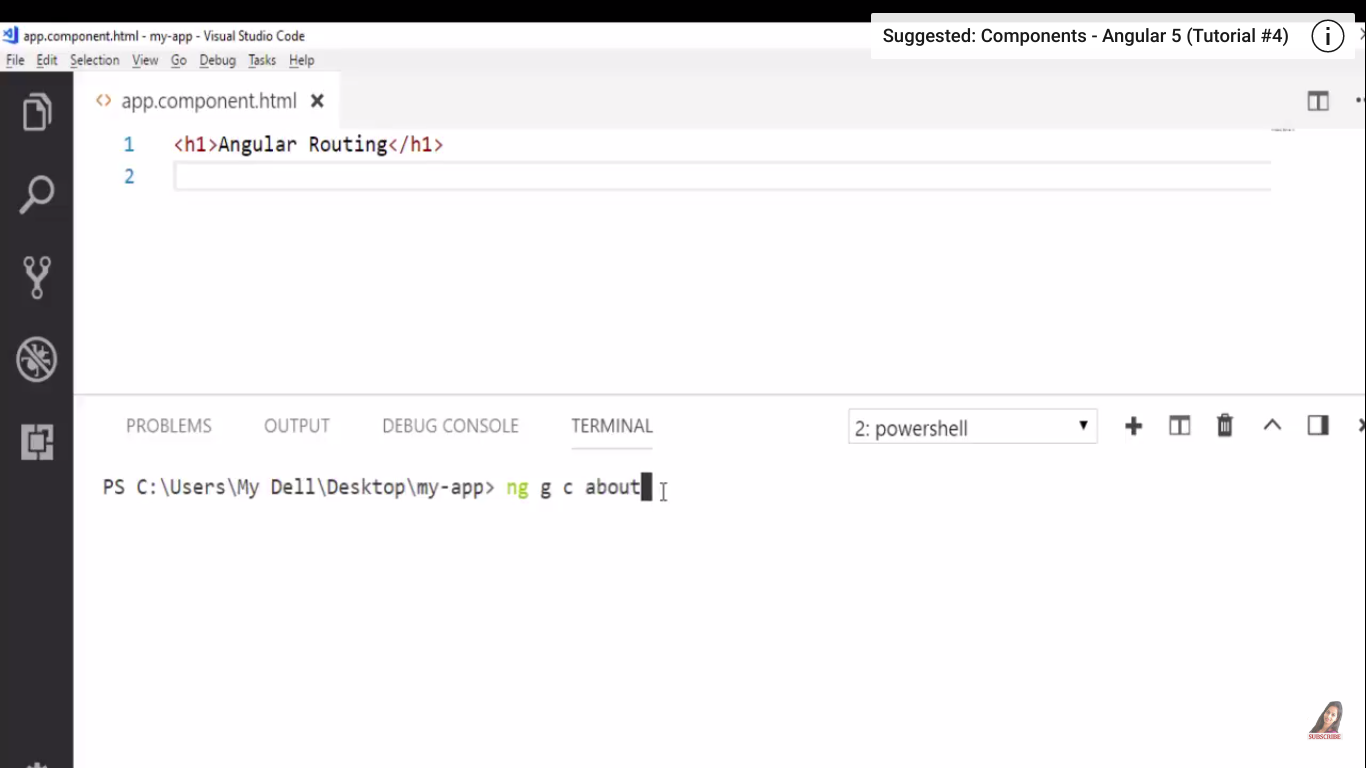 app.component.html - my-app - Visual Studio Code
Suggested: Components - Angular 5 (Tutorial #4)
File Edit Selection View Go Debug Tasks Help
app.component.html
1 <h1>Angular Routing</h1>
2
PROBLEMS OUTPUT DEBUG CONSOLE TERMINAL 2: powershell
PS C:\Users\My Dell\Desktop\my-app> ng g c about
SUBSCRIBE